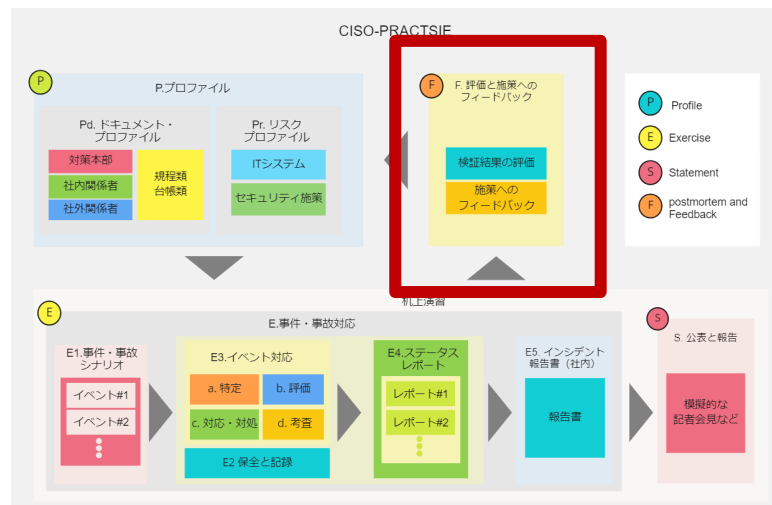 CISO-PRACTSIE
P
P.プロファイル
Pd. ドキュメント・
プロファイル
対策本部
社内関係者
社外関係者
規程類
台帳類
Pr. リスク
プロファイル
ITシステム
セキュリティ施策
F
F. 評価と施策への
フィードバック
検証結果の評価
施策への
フィードバック
P
Profile
E
Exercise
S
Statement
F
postmortem and
Feedback
机上演習
E
E.事件・事故対応
E1.事件・事故
シナリオ
イベント#1
イベント#2
E3.イベント対応
a. 特定
b. 評価
c. 対応・対処
d. 考査
E2 保全と記録
E4.ステータス
レポート
レポート#1
レポート#2
E5. インシデント
報告書（社内）
報告書
S
S. 公表と報告
模擬的な
記者会見など